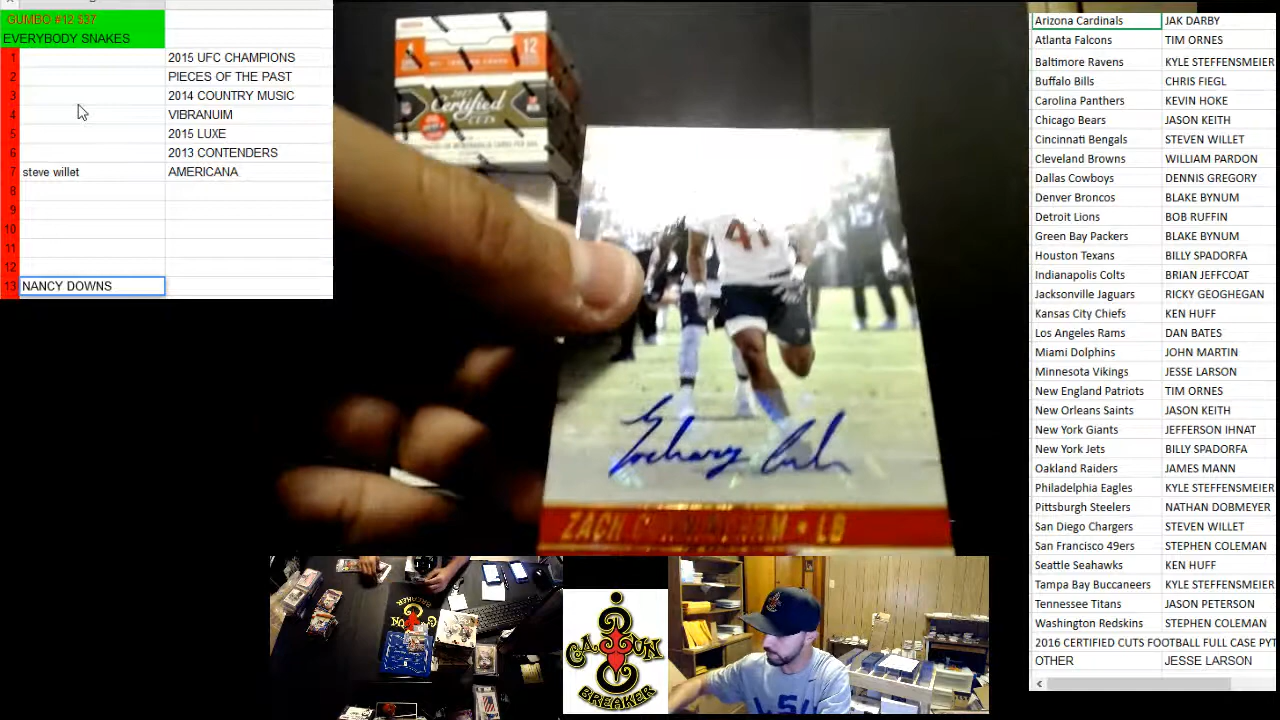 GUMBO #12 $37
EVERYBODY SNAKES
1 2015 UFC CHAMPIONS
2 PIECES OF THE PAST
3 2014 COUNTRY MUSIC
4 VIBRANUIM
5 2015 LUXE
6 2013 CONTENDERS
7 steve willet AMERICANA
8
9
10
11
12
13 NANCY DOWNS
12
Certified
CUTS
41
Zachary
ZACH CUNNINGHAM • LB
CAJUN
BREAKER
LSU
Arizona Cardinals JAK DARBY
Atlanta Falcons TIM ORNES
Baltimore Ravens KYLE STEFFENSMEIER
Buffalo Bills CHRIS FIEGL
Carolina Panthers KEVIN HOKE
Chicago Bears JASON KEITH
Cincinnati Bengals STEVEN WILLET
Cleveland Browns WILLIAM PARDON
Dallas Cowboys DENNIS GREGORY
Denver Broncos BLAKE BYNUM
Detroit Lions BOB RUFFIN
Green Bay Packers BLAKE BYNUM
Houston Texans BILLY SPADORFA
Indianapolis Colts BRIAN JEFFCOAT
Jacksonville Jaguars RICKY GEOGHEGAN
Kansas City Chiefs KEN HUFF
Los Angeles Rams DAN BATES
Miami Dolphins JOHN MARTIN
Minnesota Vikings JESSE LARSON
New England Patriots TIM ORNES
New Orleans Saints JASON KEITH
New York Giants JEFFERSON IHNAT
New York Jets BILLY SPADORFA
Oakland Raiders JAMES MANN
Philadelphia Eagles KYLE STEFFENSMEIER
Pittsburgh Steelers NATHAN DOBMEYER
San Diego Chargers STEVEN WILLET
San Francisco 49ers STEPHEN COLEMAN
Seattle Seahawks KEN HUFF
Tampa Bay Buccaneers KYLE STEFFENSMEIER
Tennessee Titans JASON PETERSON
Washington Redskins STEPHEN COLEMAN
2016 CERTIFIED CUTS FOOTBALL FULL CASE PYT
OTHER JESSE LARSON